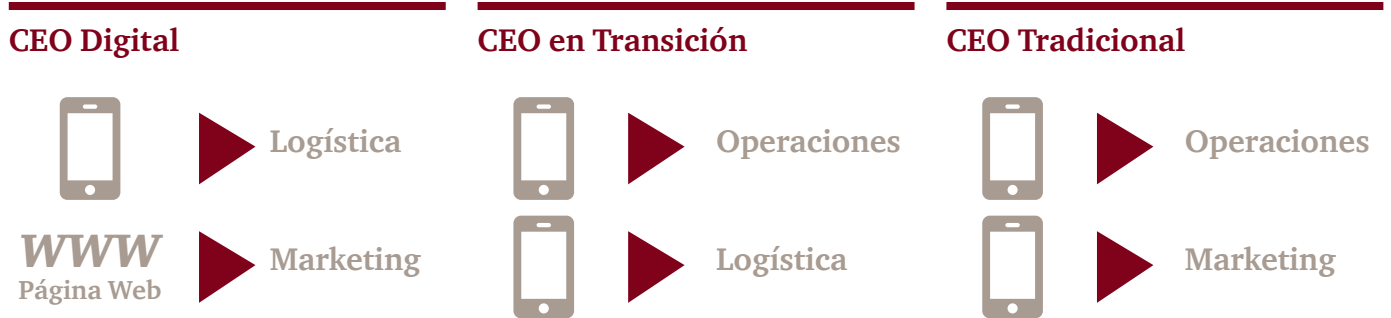 CEO Digital
Logística
WWW
Página Web
Marketing
CEO en Transición
Operaciones
Logística
CEO Tradicional
Operaciones
Marketing